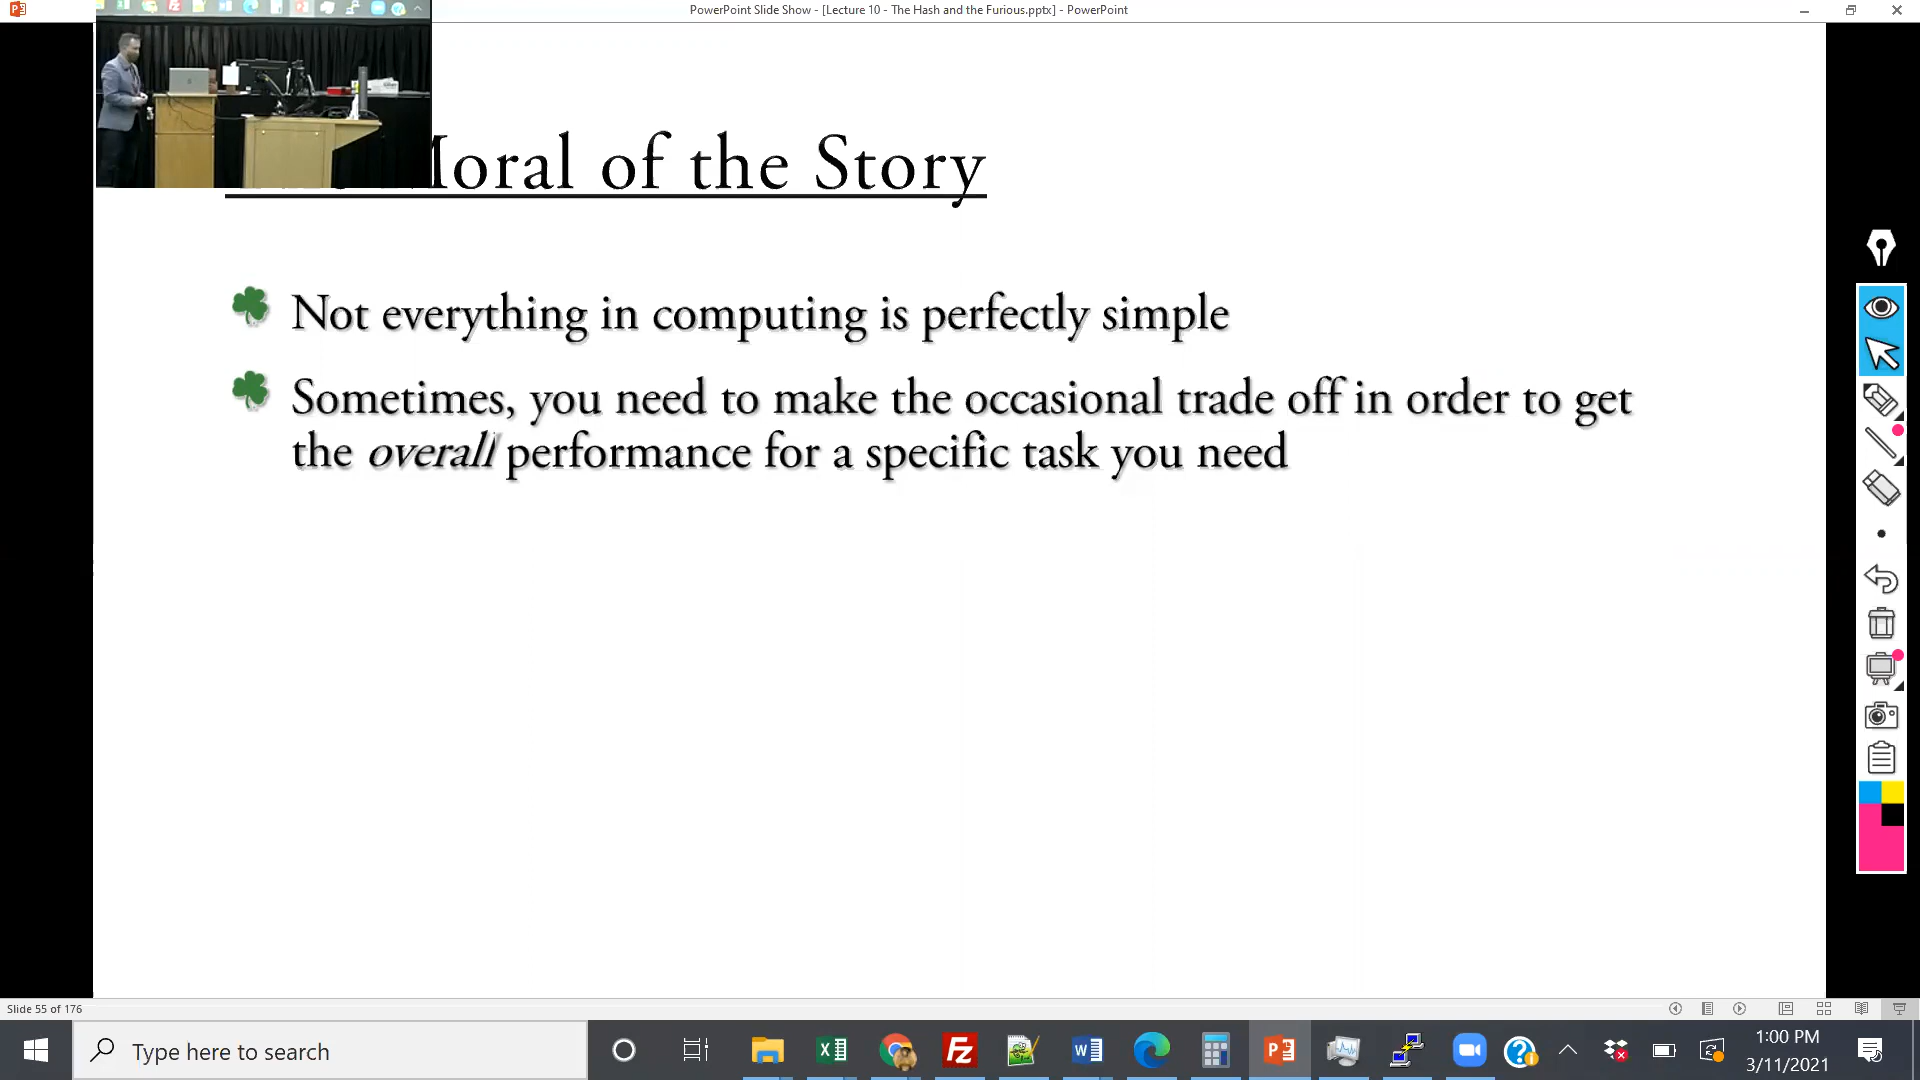 PowerPoint Slide Show - [Lecture 10 - The Hash and the Furious.pptx] - PowerPoint
Moral of the Story
Not everything in computing is perfectly simple
Sometimes, you need to make the occasional trade off in order to get
the overall performance for a specific task you need
Slide 55 of 176
Type here to search
1:00 PM
3/11/2021